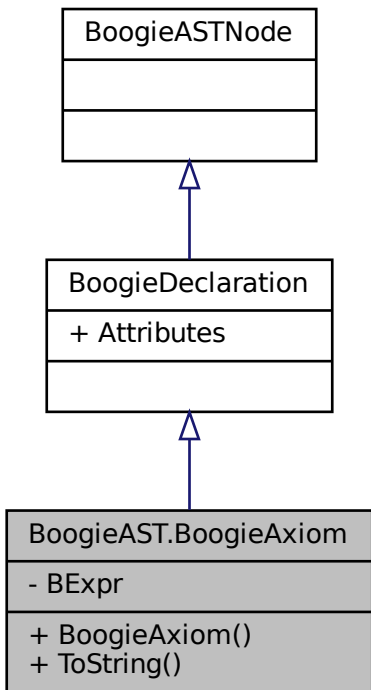 BoogieASTNode
BoogieDeclaration
+ Attributes
BoogieAST.BoogieAxiom
- BExpr
+ BoogieAxiom()
+ ToString()